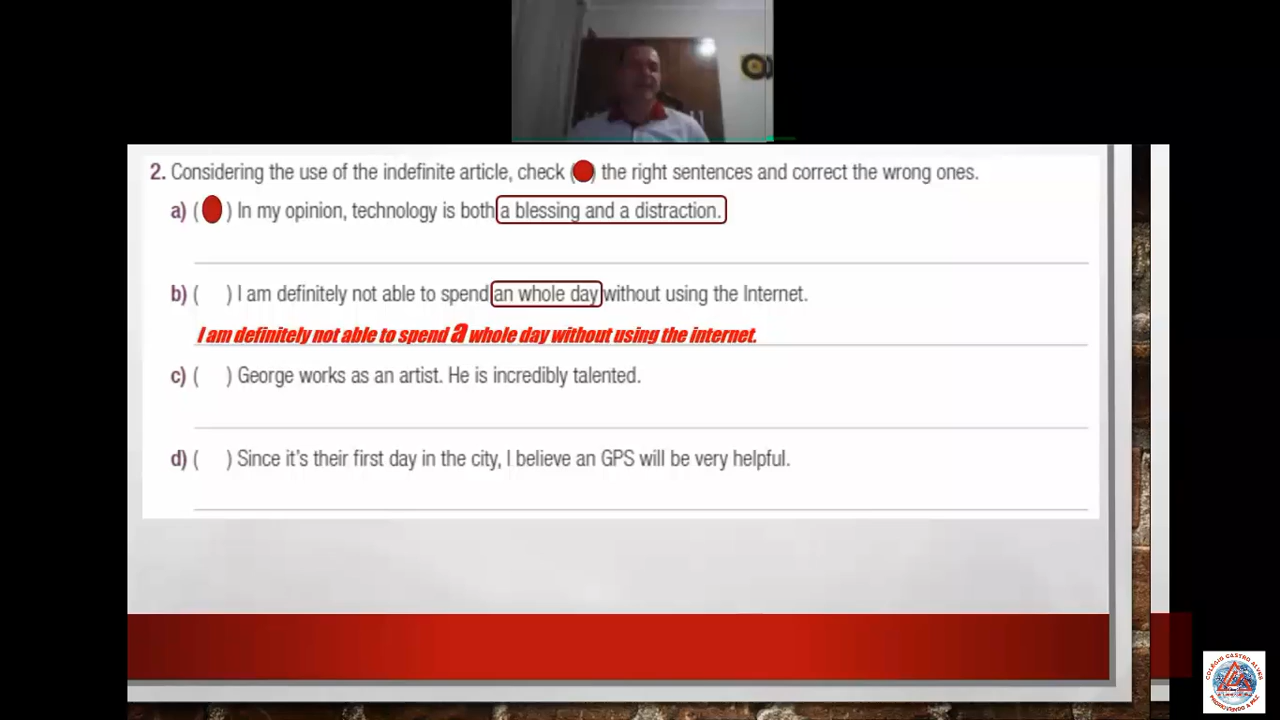 2. Considering the use of the indefinite article, check ( ) the right sentences and correct the wrong ones.
a) ( ) In my opinion, technology is both a blessing and a distraction.
b) ( ) I am definitely not able to spend an whole day without using the Internet.
I am definitely not able to spend a whole day without using the internet.
c) ( ) George works as an artist. He is incredibly talented.
d) ( ) Since it's their first day in the city, I believe an GPS will be very helpful.
COLÉGIO CASTRO ALVES